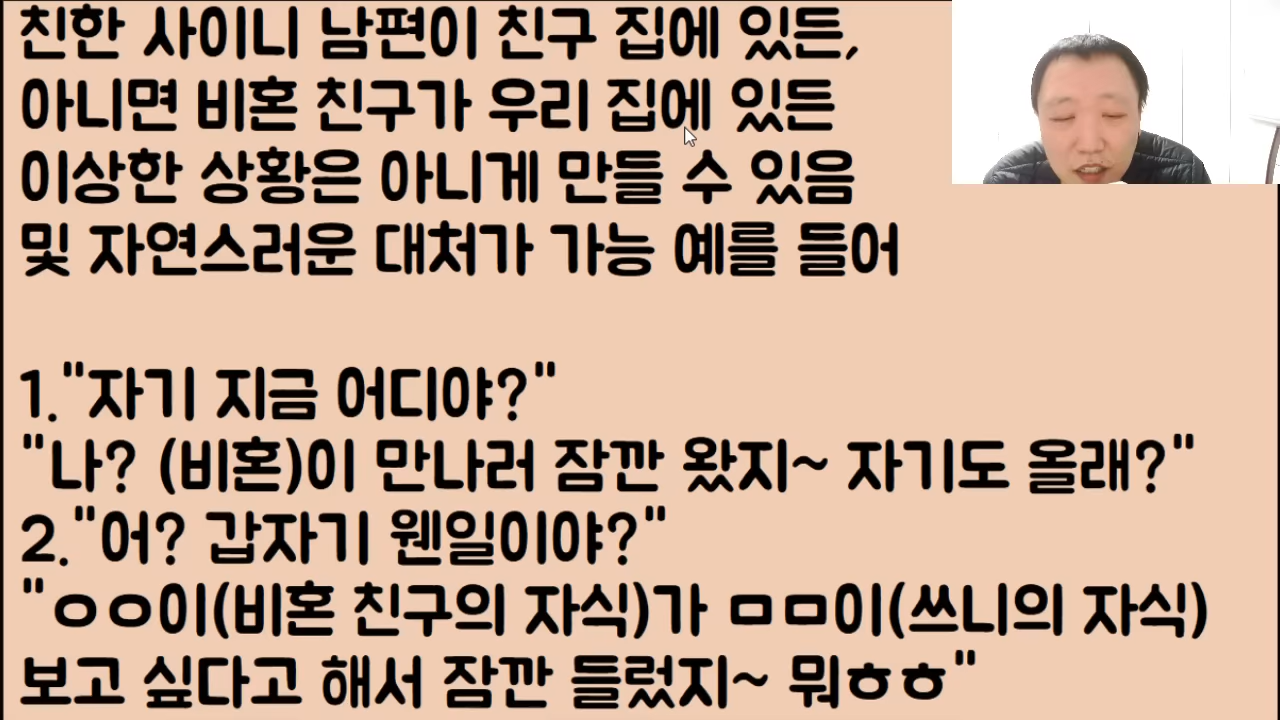 친한 사이니 남편이 친구 집에 있든,
아니면 비혼 친구가 우리 집에 있든
이상한 상황은 아니게 만들 수 있음
및 자연스러운 대처가 가능 예를 들어
1."자기 지금 어디야?"
"나? (비혼)이 만나러 잠깐 왔지~ 자기도 올래?"
2."어? 갑자기 웬일이야?"
"ㅇㅇ이(비혼 친구의 자식)가 ㅁㅁ이(쓰니의 자식)
보고 싶다고 해서 잠깐 들렀지~ 뭐ㅎㅎ"